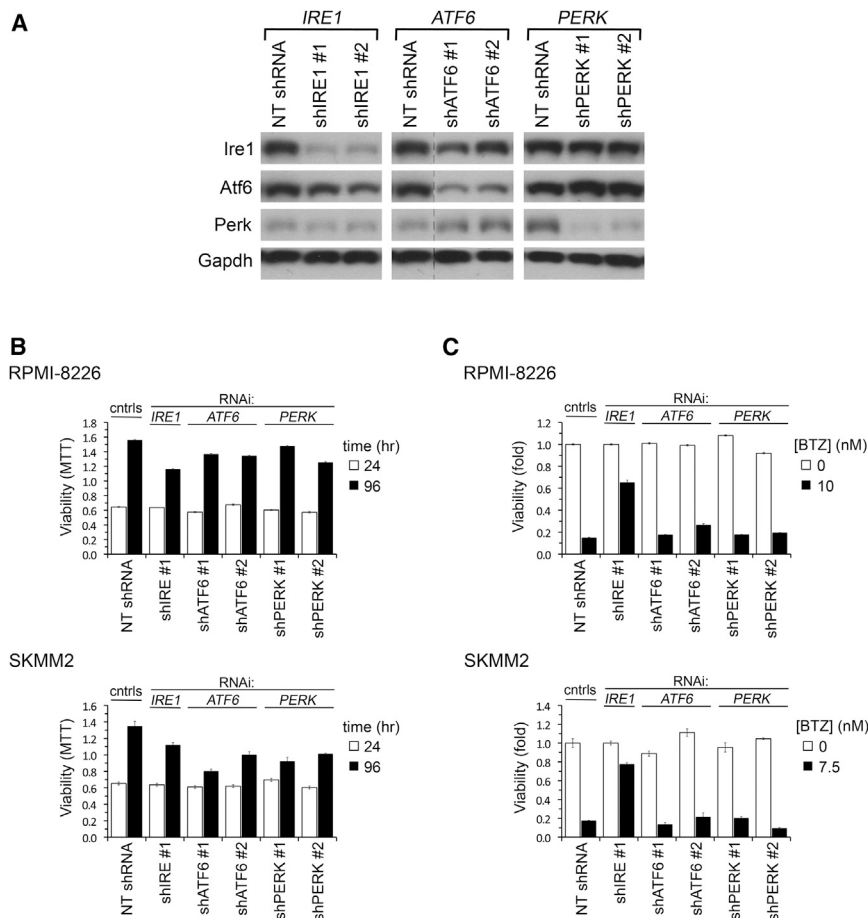 A
IRE1
ATF6
PERK
NT shRNA
shIRE1 #1
shIRE1 #2
NT shRNA
shATF6 #1
shATF6 #2
NT shRNA
shPERK #1
shPERK #2
Ire1
Atf6
Perk
Gapdh
B
RPMI-8226
cntrls
RNAi:
IRE1
ATF6
PERK
Viability (MTT)
1.8
1.6
1.4
1.2
1.0
0.8
0.6
0.4
0.2
0.0
time (hr)
24
96
NT shRNA
shIRE #1
shATF6 #1
shATF6 #2
shPERK #1
shPERK #2
SKMM2
cntrls
RNAi:
IRE1
ATF6
PERK
Viability (MTT)
1.6
1.4
1.2
1.0
0.8
0.6
0.4
0.2
0.0
time (hr)
24
96
NT shRNA
shIRE #1
shATF6 #1
shATF6 #2
shPERK #1
shPERK #2
C
RPMI-8226
cntrls
RNAi:
IRE1
ATF6
PERK
Viability (fold)
1.2
1.0
0.8
0.6
0.4
0.2
0.0
[BTZ] (nM)
0
10
NT shRNA
shIRE #1
shATF6 #1
shATF6 #2
shPERK #1
shPERK #2
SKMM2
cntrls
RNAi:
IRE1
ATF6
PERK
Viability (fold)
1.4
1.2
1.0
0.8
0.6
0.4
0.2
0
[BTZ] (nM)
0
7.5
NT shRNA
shIRE #1
shATF6 #1
shATF6 #2
shPERK #1
shPERK #2